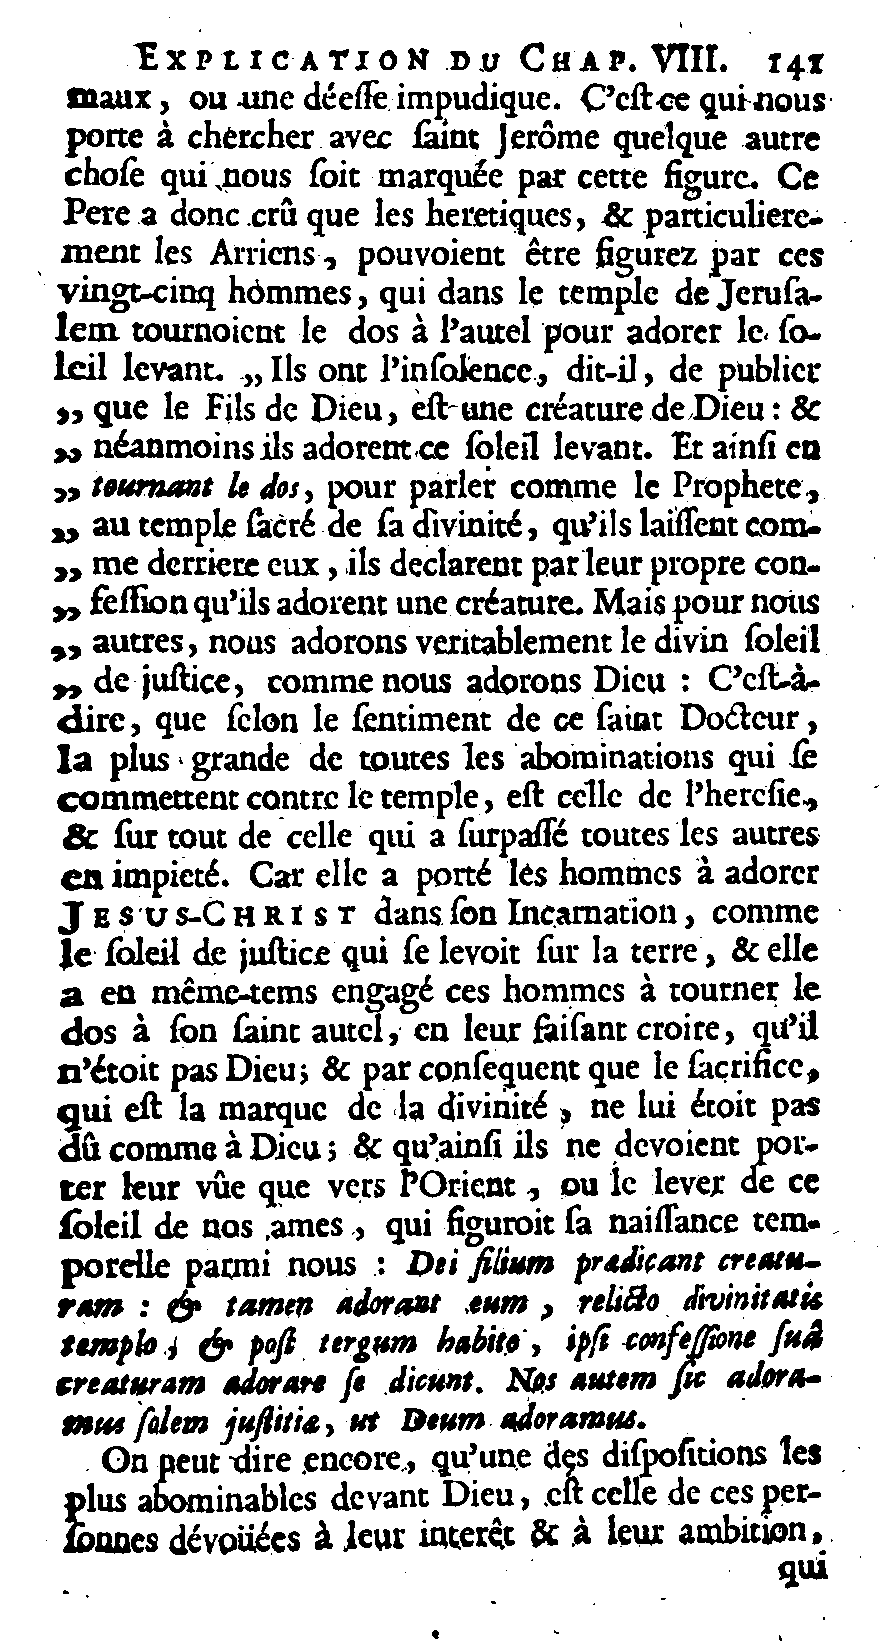 EXPLICATION DU CHAP. VIII. 141
maux, ou une déeſſe impudique. C'eſt ce qui nous
porte à chercher avec ſaint Jerôme quelque autre
choſe qui nous ſoit marquée par cette figure. Ce
Pere a donc crû que les heretiques, & particuliere-
ment les Arriens, pouvoient être figurez par ces
vingt-cinq hommes, qui dans le temple de Jeruſa-
lem tournoient le dos à l'autel pour adorer le ſo-
leil levant. „ Ils ont l'inſolence, dit-il, de publier
„ que le Fils de Dieu, eſt une créature de Dieu : &
„ néanmoins ils adorent ce ſoleil levant. Et ainſi en
„ tournant le dos, pour parler comme le Prophete,
„ au temple ſacré de ſa divinité, qu'ils laiſſent com-
„ me derriere eux, ils declarent par leur propre con-
„ feſſion qu'ils adorent une créature. Mais pour nous
„ autres, nous adorons veritablement le divin ſoleil
„ de juſtice, comme nous adorons Dieu : C'eſt-à-
dire, que ſelon le ſentiment de ce ſaint Docteur,
la plus grande de toutes les abominations qui ſe
commettent contre le temple, eſt celle de l'hereſie,
& ſur tout de celle qui a ſurpaſſé toutes les autres
en impieté. Car elle a porté les hommes à adorer
JESUS-CHRIST dans ſon Incarnation, comme
le ſoleil de juſtice qui ſe levoit ſur la terre, & elle
a en même-tems engagé ces hommes à tourner le
dos à ſon ſaint autel, en leur faiſant croire, qu'il
n'étoit pas Dieu; & par conſequent que le ſacrifice,
qui eſt la marque de la divinité, ne lui étoit pas
dû comme à Dieu; & qu'ainſi ils ne devoient por-
ter leur vûe que vers l'Orient, ou le lever de ce
ſoleil de nos ames, qui figuroit ſa naiſſance tem-
porelle parmi nous : Dei filium prædicant creatu-
ram : & tamen adorant eum, relicto divinitatis
templo; & poſt tergum habito, ipſi confeſſione ſuâ
creaturam adorare ſe dicunt. Nos autem ſic adora-
mus ſolem juſtitiæ, ut Deum adoramus.
On peut dire encore, qu'une des diſpoſitions les
plus abominables devant Dieu, eſt celle de ces per-
ſonnes dévoüées à leur interêt & à leur ambition,
qui